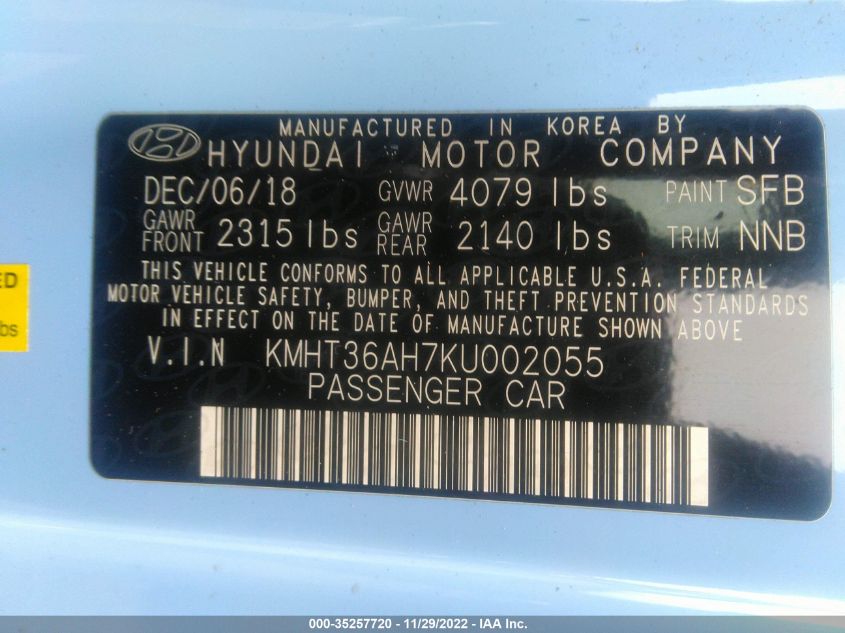 MANUFACTURED IN KOREA BY
HYUNDAI MOTOR COMPANY
DEC/06/18 GVWR 4079 lbs PAINT SFB
GAWR FRONT 2315 lbs GAWR REAR 2140 lbs TRIM NNB
THIS VEHICLE CONFORMS TO ALL APPLICABLE U.S.A. FEDERAL
MOTOR VEHICLE SAFETY, BUMPER, AND THEFT PREVENTION STANDARDS
IN EFFECT ON THE DATE OF MANUFACTURE SHOWN ABOVE
V.I.N KMHT36AH7KU002055
PASSENGER CAR
ED
bs
000-35257720 - 11/29/2022 - IAA Inc.